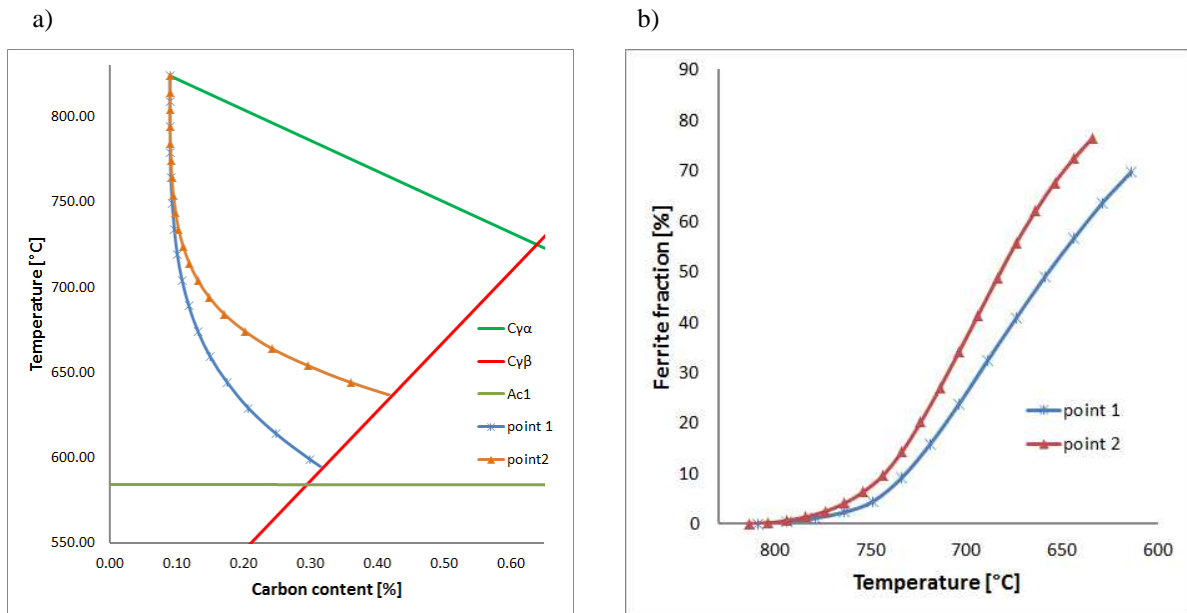 a)
b)
Temperature [°C]
800.00
750.00
700.00
650.00
600.00
550.00
0.00 0.10 0.20 0.30 0.40 0.50 0.60
Carbon content [%]
Cγα
Cγβ
Ac1
point 1
point2
Ferrite fraction [%]
90
80
70
60
50
40
30
20
10
0
800 750 700 650 600
Temperature [°C]
point 1
point 2